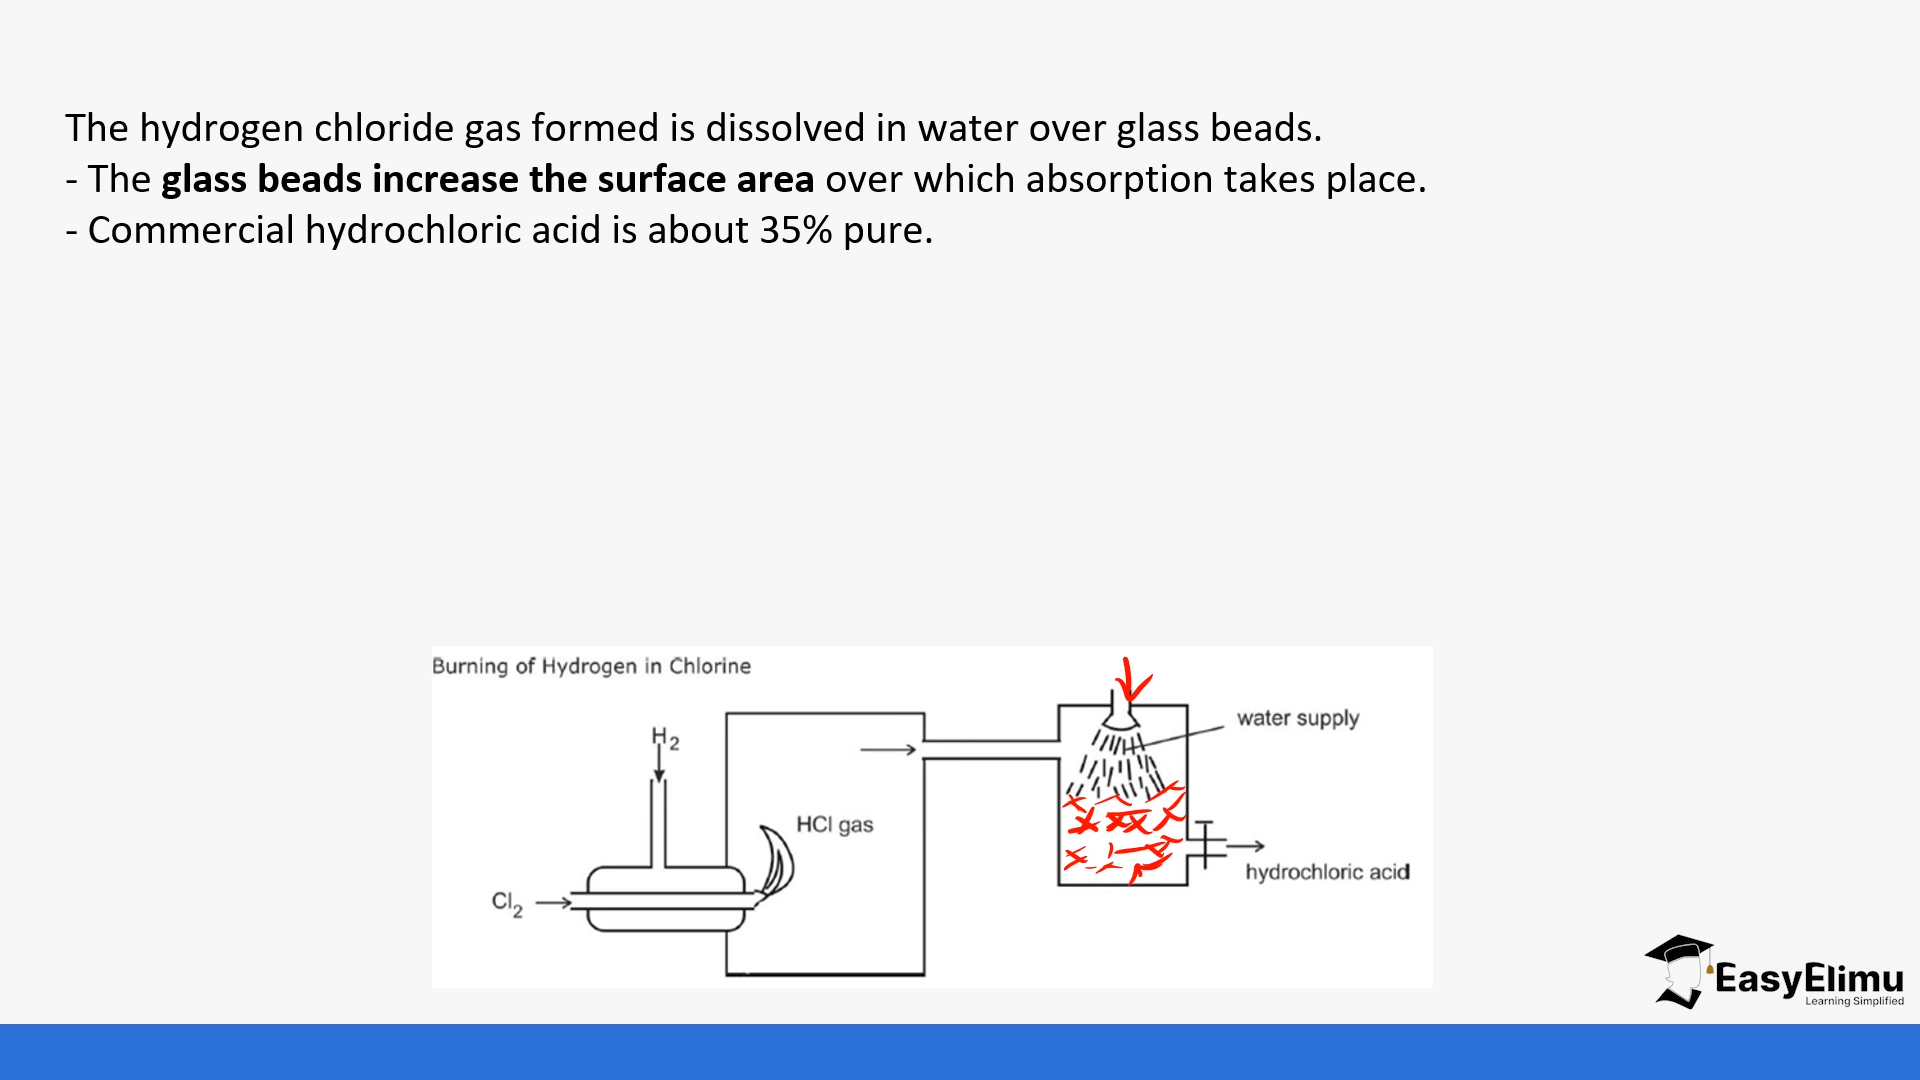 The hydrogen chloride gas formed is dissolved in water over glass beads.
- The glass beads increase the surface area over which absorption takes place.
- Commercial hydrochloric acid is about 35% pure.
Burning of Hydrogen in Chlorine
H2
water supply
HCl gas
hydrochloric acid
Cl2
EasyElimu
Learning Simplified